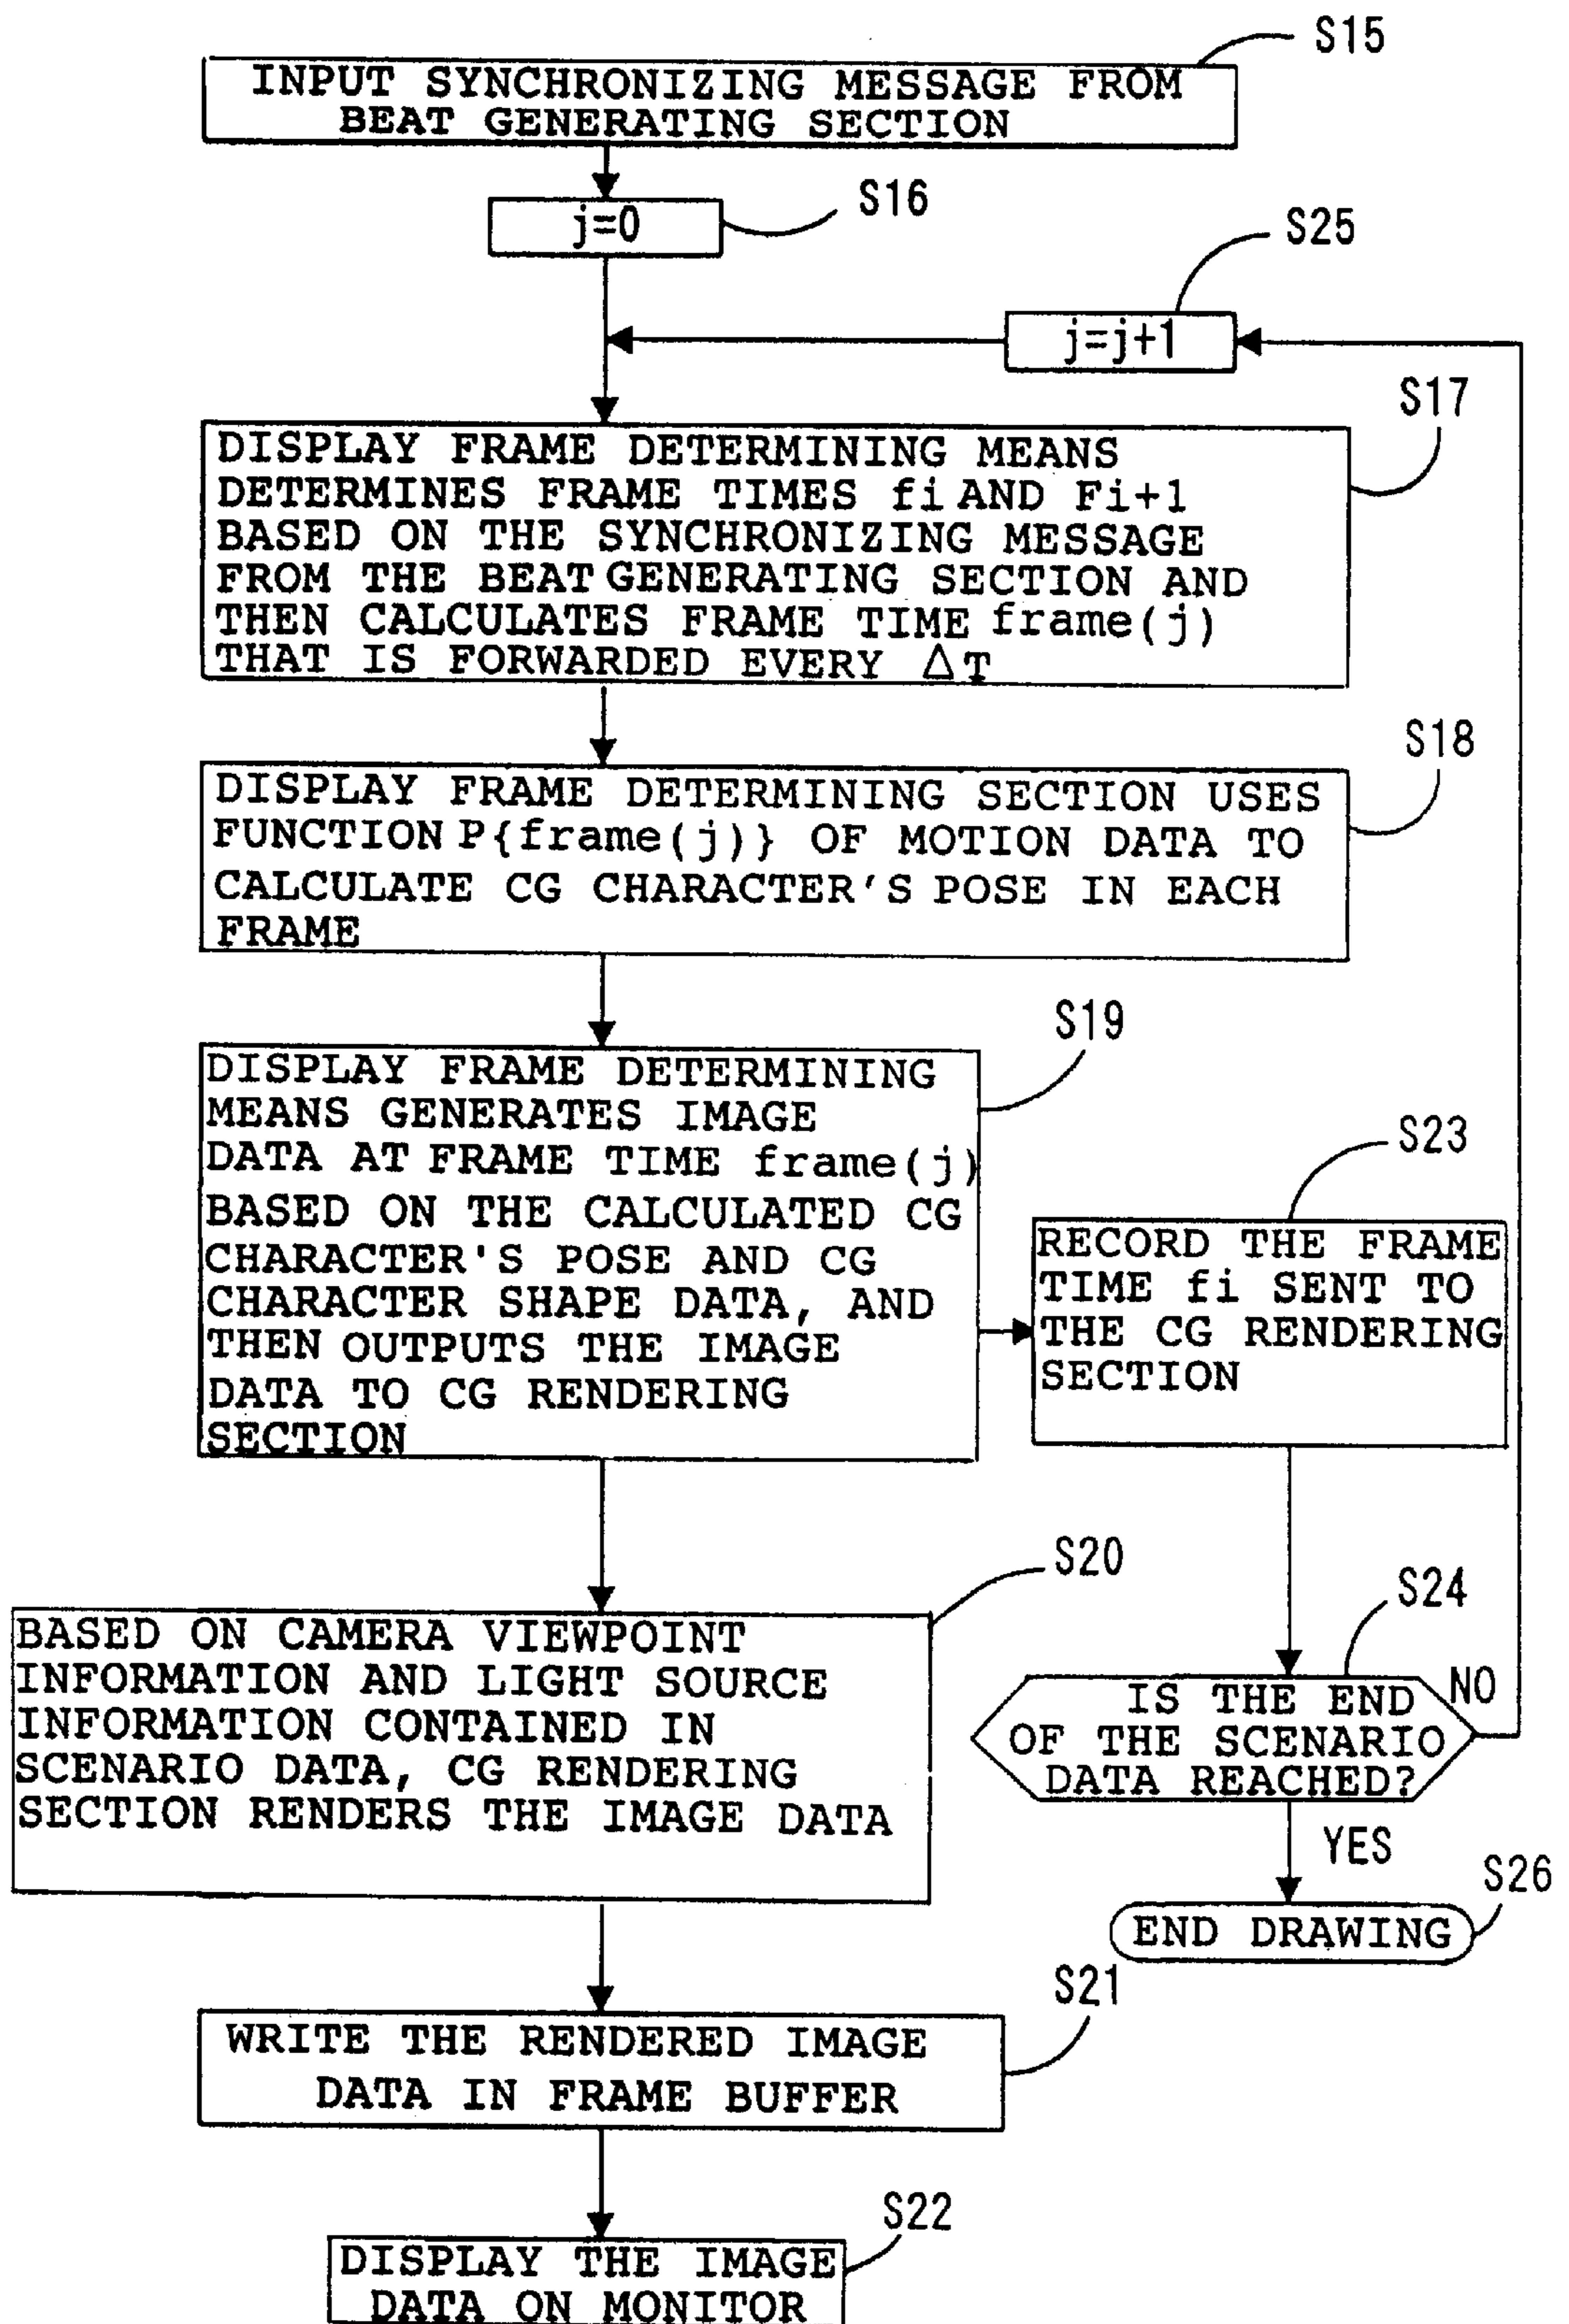 S15
INPUT SYNCHRONIZING MESSAGE FROM
BEAT GENERATING SECTION
S16
j=0
S25
j=j+1
S17
DISPLAY FRAME DETERMINING MEANS
DETERMINES FRAME TIMES fi AND Fi+1
BASED ON THE SYNCHRONIZING MESSAGE
FROM THE BEAT GENERATING SECTION AND
THEN CALCULATES FRAME TIME frame(j)
THAT IS FORWARDED EVERY ΔT
S18
DISPLAY FRAME DETERMINING SECTION USES
FUNCTION P{frame(j)} OF MOTION DATA TO
CALCULATE CG CHARACTER'S POSE IN EACH
FRAME
S19
DISPLAY FRAME DETERMINING
MEANS GENERATES IMAGE
DATA AT FRAME TIME frame(j)
BASED ON THE CALCULATED CG
CHARACTER'S POSE AND CG
CHARACTER SHAPE DATA, AND
THEN OUTPUTS THE IMAGE
DATA TO CG RENDERING
SECTION
S23
RECORD THE FRAME
TIME fi SENT TO
THE CG RENDERING
SECTION
S20
BASED ON CAMERA VIEWPOINT
INFORMATION AND LIGHT SOURCE
INFORMATION CONTAINED IN
SCENARIO DATA, CG RENDERING
SECTION RENDERS THE IMAGE DATA
S24
IS THE END
OF THE SCENARIO
DATA REACHED?
NO
YES
S26
END DRAWING
S21
WRITE THE RENDERED IMAGE
DATA IN FRAME BUFFER
S22
DISPLAY THE IMAGE
DATA ON MONITOR